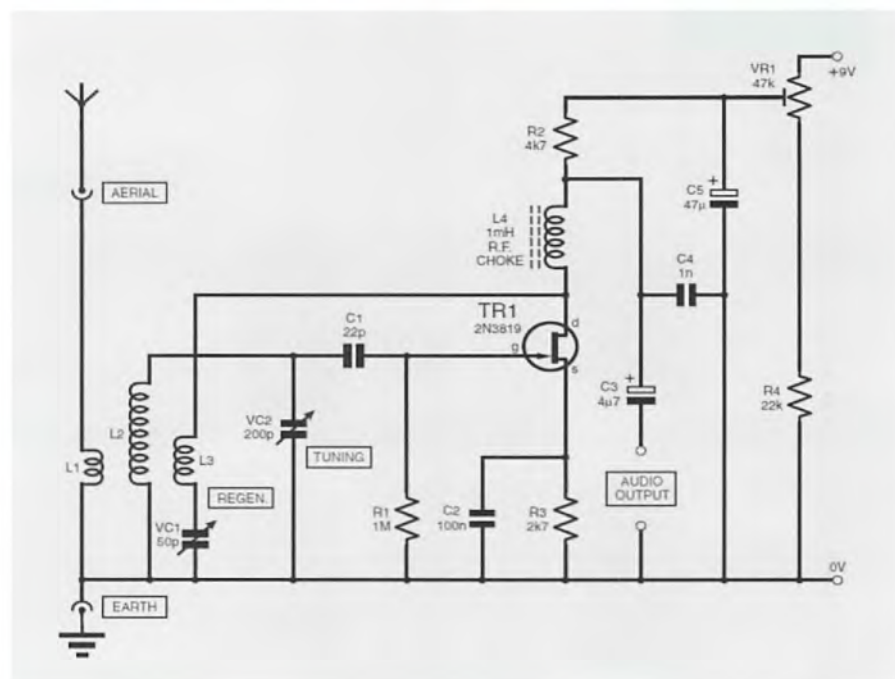 VR1
47k
+9V
R2
4k7
AERIAL
C5
47µ
+
L4
1mH
R.F.
CHOKE
C4
1n
TR1
2N3819
d
g
s
C1
22p
C3
4µ7
+
R4
22k
L2
VC2
200p
TUNING
L1
L3
REGEN.
AUDIO
OUTPUT
VC1
50p
R1
1M
C2
100n
R3
2k7
0V
EARTH